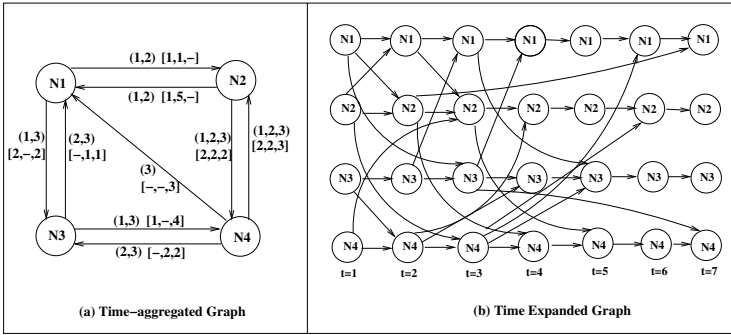 (1,2) [1,1,-]
N1
N2
(1,2) [1,5,-]
(1,3)
[2,-,2]
(2,3)
[-,1,1]
(3)
[-,-,3]
(1,2,3)
[2,2,2]
(1,2,3)
[2,2,3]
N3
(1,3) [1,-,4]
N4
(2,3) [-,2,2]
(a) Time-aggregated Graph
N1 N1 N1 N1 N1 N1 N1
N2 N2 N2 N2 N2 N2 N2
N3 N3 N3 N3 N3 N3 N3
N4 N4 N4 N4 N4 N4 N4
t=1 t=2 t=3 t=4 t=5 t=6 t=7
(b) Time Expanded Graph